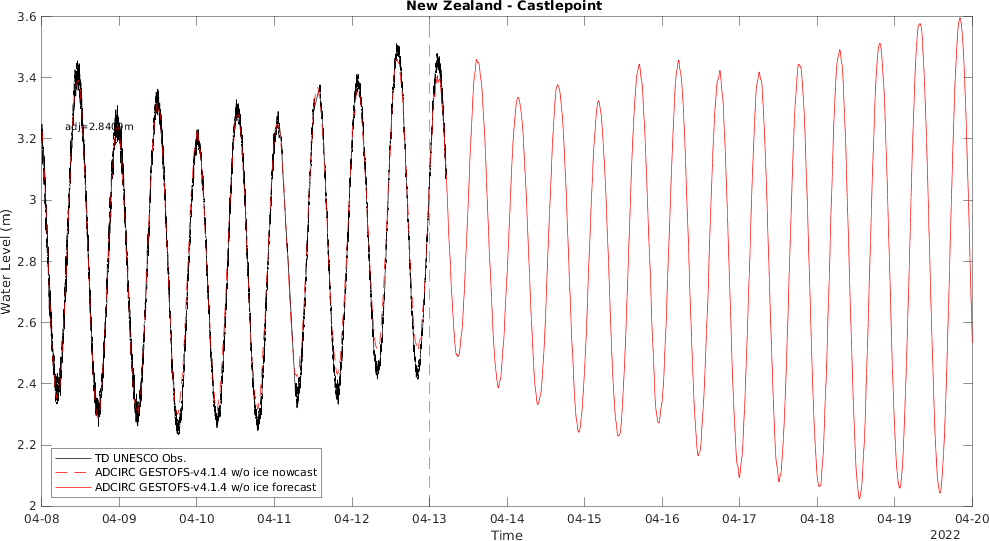 New Zealand - Castlepoint
3.6
3.4
3.2
3
2.8
2.6
2.4
2.2
2
Water Level (m)
adj=2.8409m
TD UNESCO Obs.
ADCIRC GESTOFS-v4.1.4 w/o ice nowcast
ADCIRC GESTOFS-v4.1.4 w/o ice forecast
04-08 04-09 04-10 04-11 04-12 04-13 04-14 04-15 04-16 04-17 04-18 04-19 04-20
Time
2022